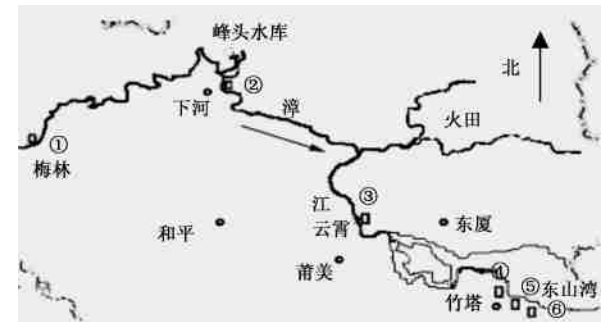 峰头水库
北
②
下河
漳
火田
①
梅林
③
江
云霄
东厦
和平
莆美
④
⑤东山湾
竹塔
⑥